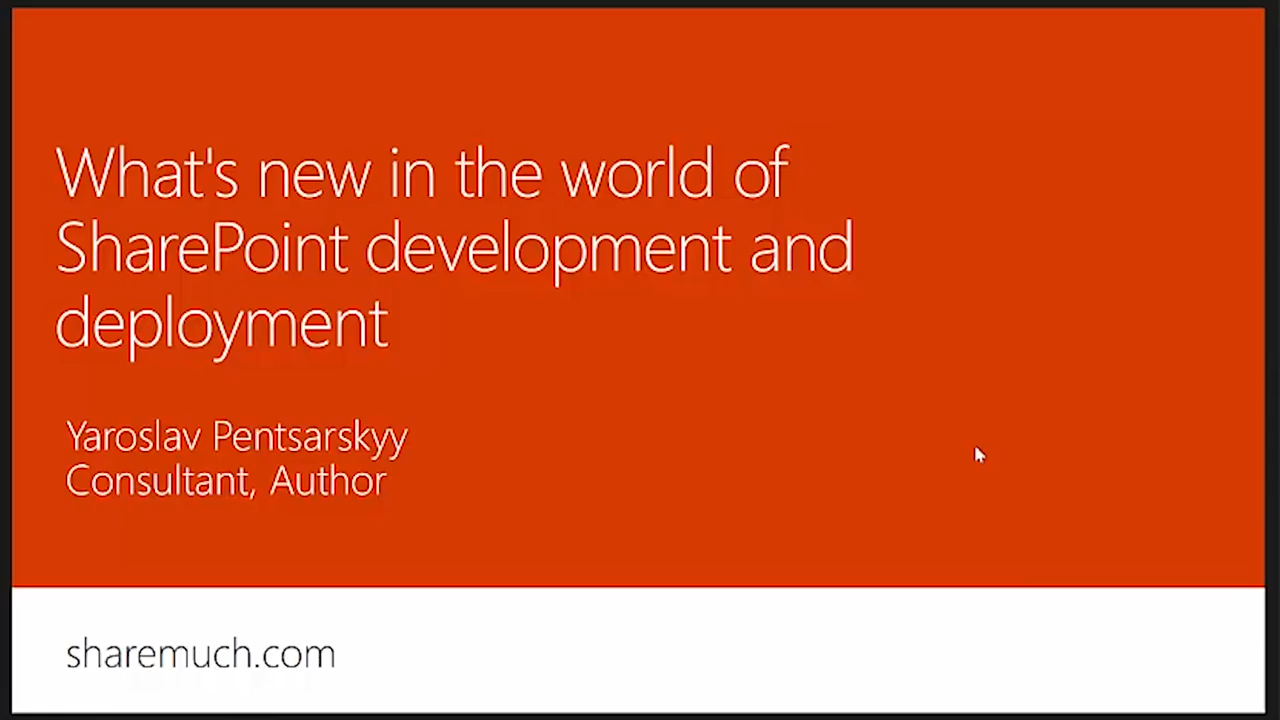 What's new in the world of
SharePoint development and
deployment
Yaroslav Pentsarskyy
Consultant, Author
sharemuch.com